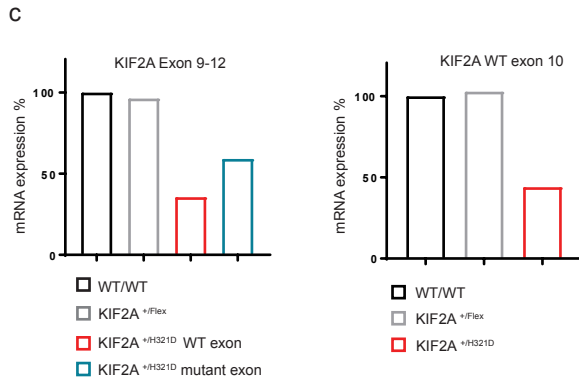 C
KIF2A Exon 9-12
mRNA expression %
100
50
0
WT/WT
KIF2A +/Flex
KIF2A +/H321D WT exon
KIF2A +/H321D mutant exon
KIF2A WT exon 10
mRNA expression %
100
50
0
WT/WT
KIF2A +/Flex
KIF2A +/H321D